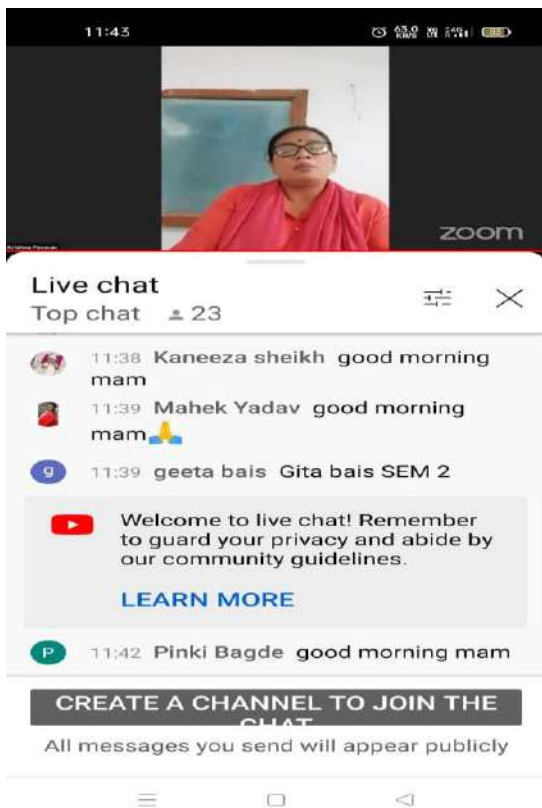 11:43
63.0
KB/S
zoom
Live chat
Top chat 23
11:38 Kaneeza sheikh good morning
mam
11:39 Mahek Yadav good morning
mam🙏
g 11:39 geeta bais Gita bais SEM 2
Welcome to live chat! Remember
to guard your privacy and abide by
our community guidelines.
LEARN MORE
P 11:42 Pinki Bagde good morning mam
CREATE A CHANNEL TO JOIN THE
CHAT
All messages you send will appear publicly